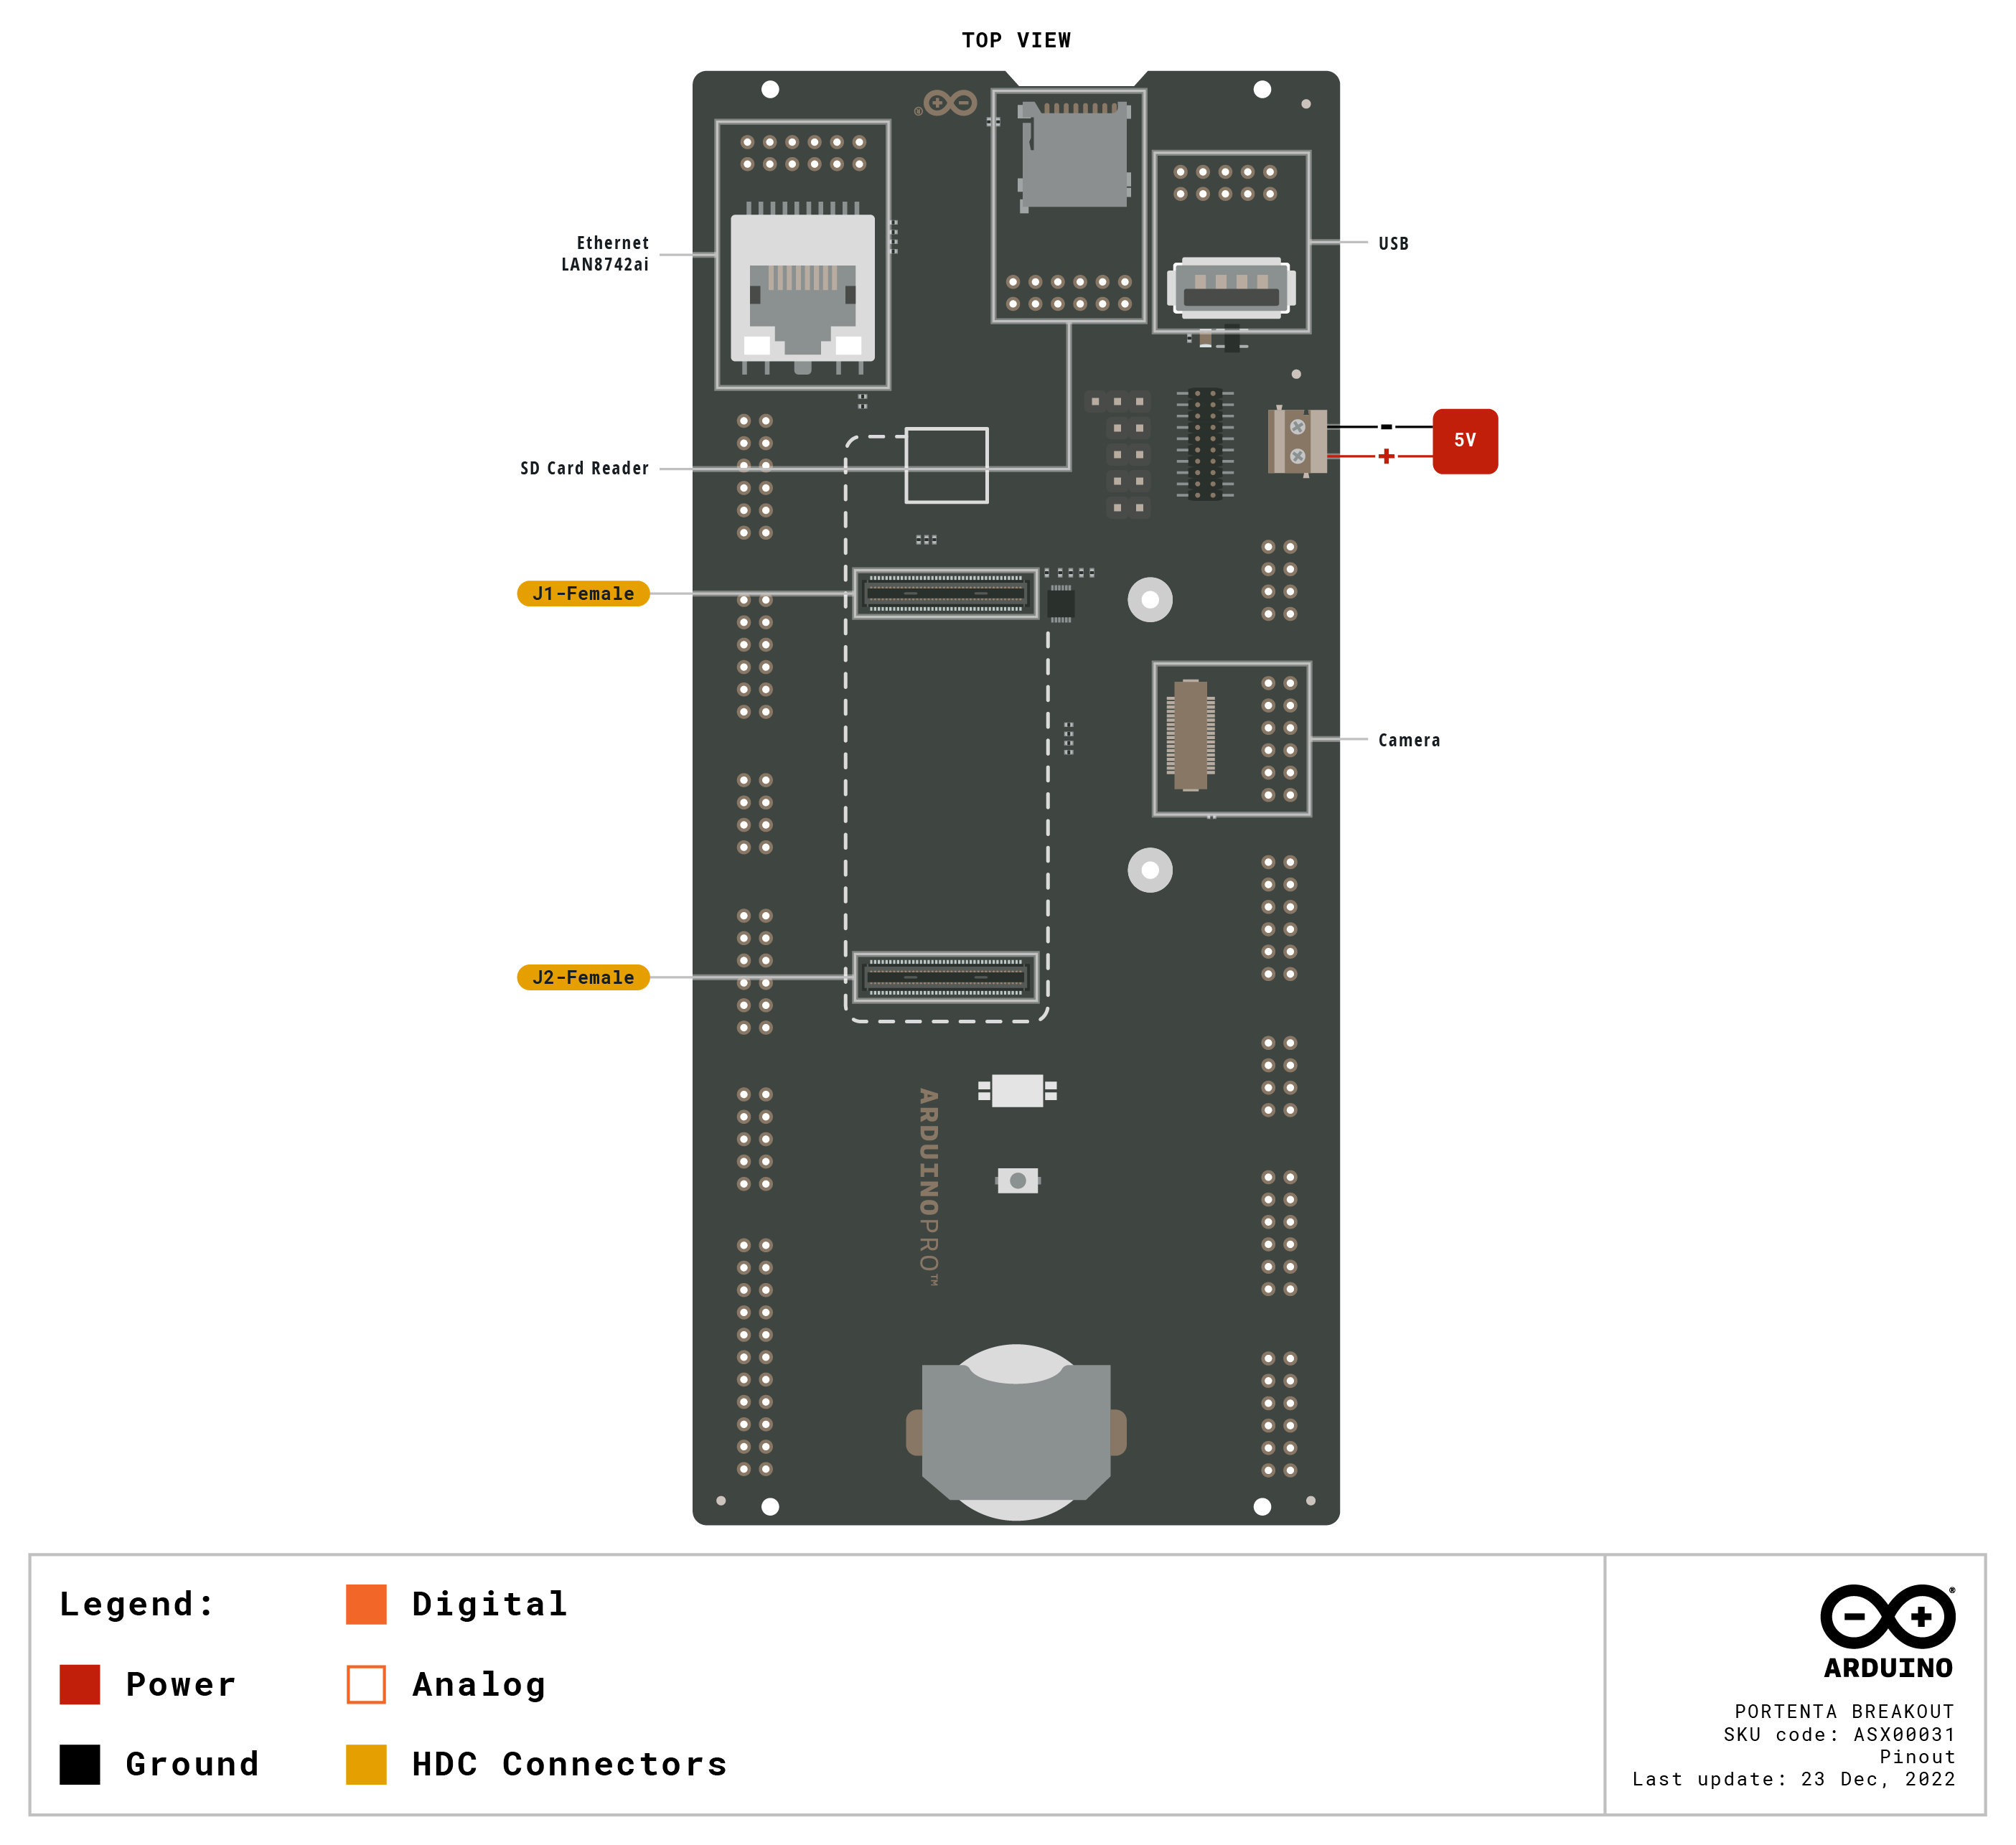 TOP VIEW
®
Ethernet
LAN8742ai
USB
5V
SD Card Reader
J1-Female
Camera
J2-Female
ARDUINOPRO™
Legend:
Digital
Power
Analog
Ground
HDC Connectors
®
ARDUINO
PORTENTA BREAKOUT
SKU code: ASX00031
Pinout
Last update: 23 Dec, 2022